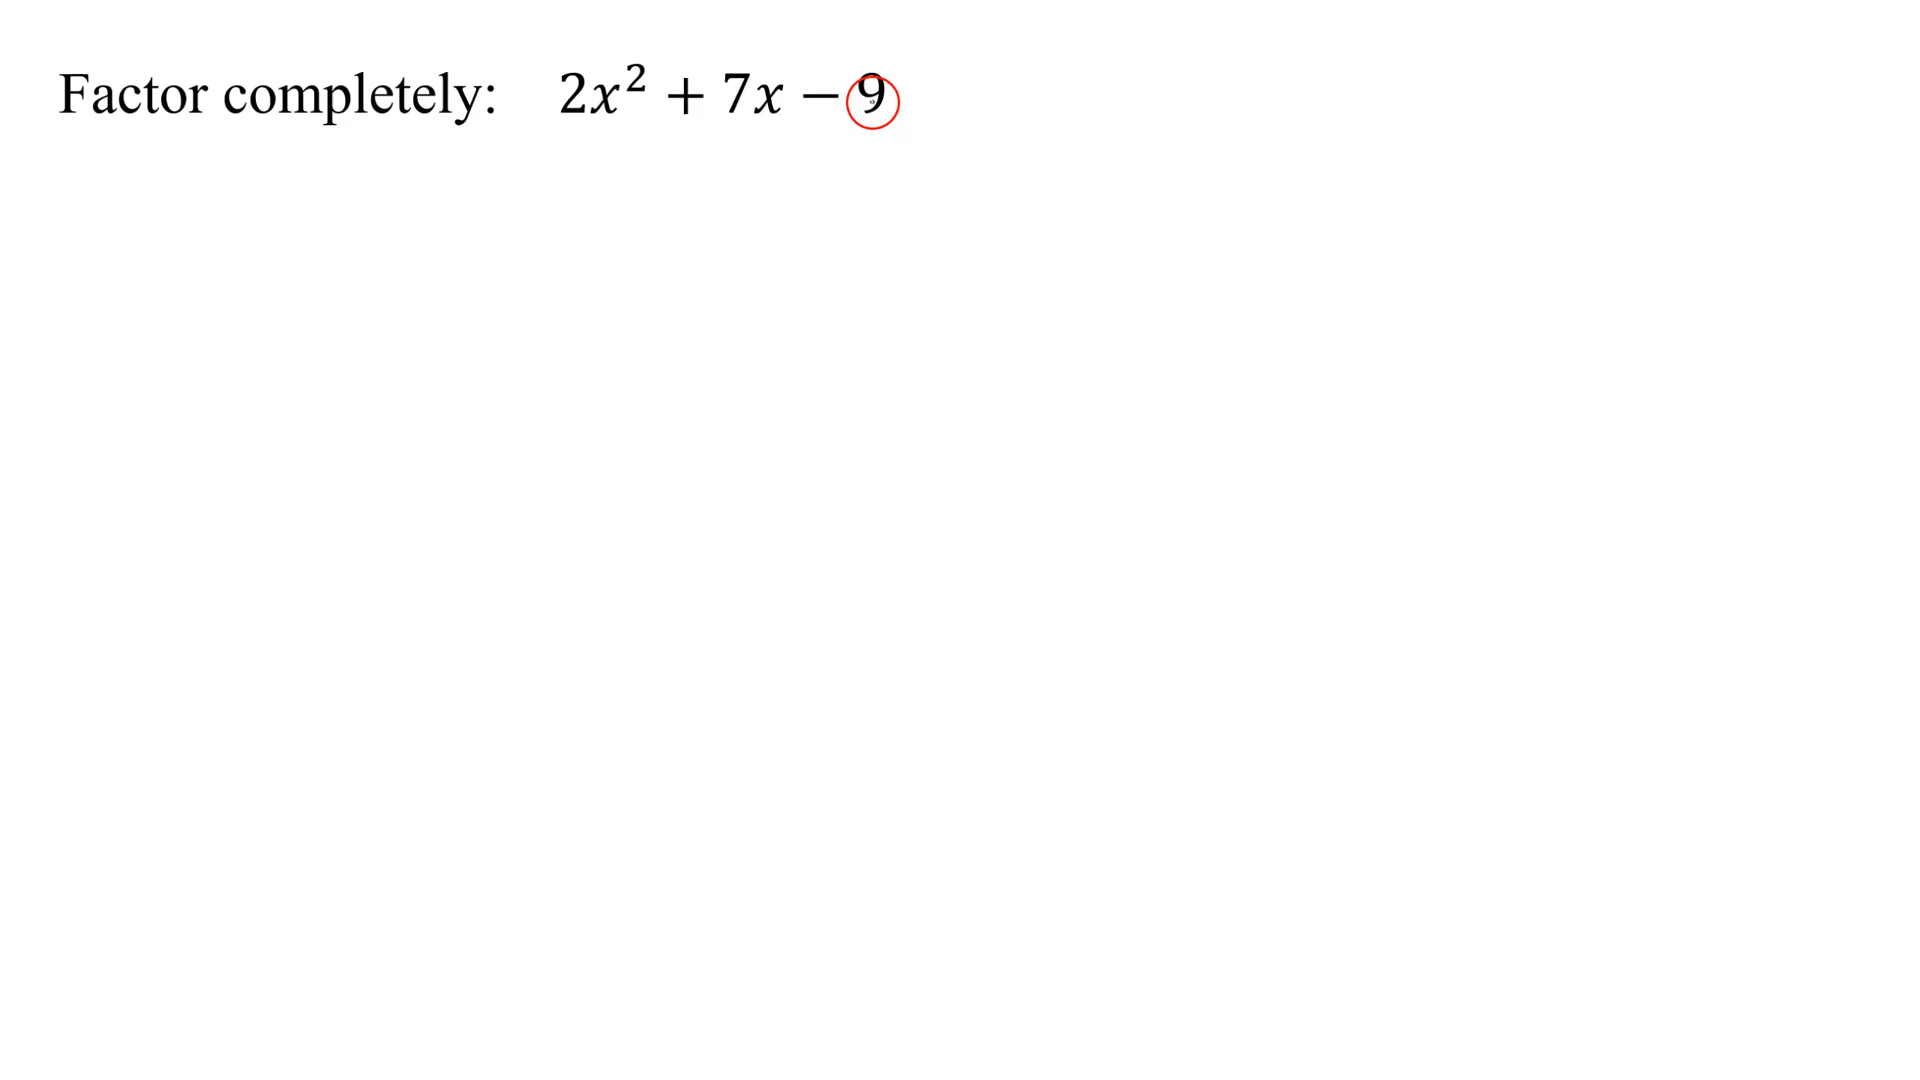 Factor completely: 2x² + 7x − 9